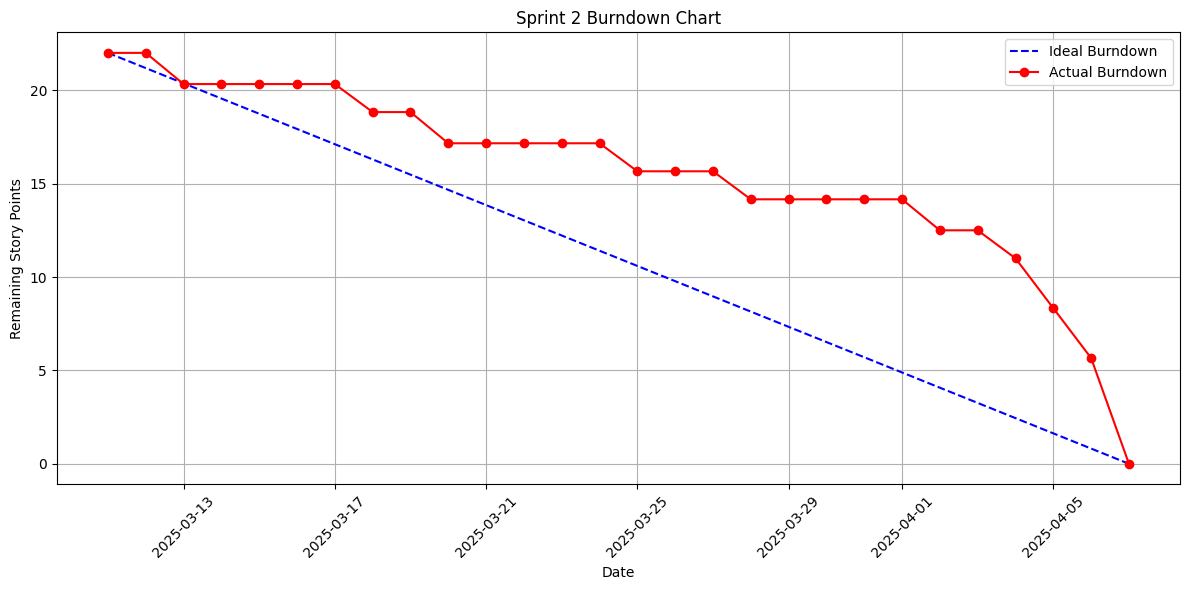 Sprint 2 Burndown Chart
Ideal Burndown
Actual Burndown
Remaining Story Points
20
15
10
5
0
2025-03-13
2025-03-17
2025-03-21
2025-03-25
2025-03-29
2025-04-01
2025-04-05
Date